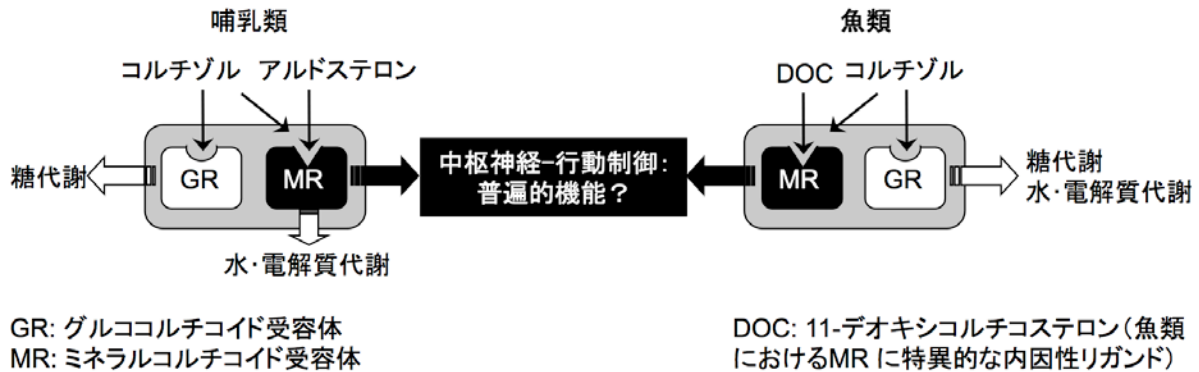 哺乳類
コルチゾル アルドステロン
糖代謝
GR
MR
水・電解質代謝
中枢神経−行動制御：
普遍的機能？
魚類
DOC コルチゾル
MR
GR
糖代謝
水・電解質代謝
GR: グルココルチコイド受容体
MR: ミネラルコルチコイド受容体
DOC: 11-デオキシコルチコステロン（魚類
におけるMR に特異的な内因性リガンド）